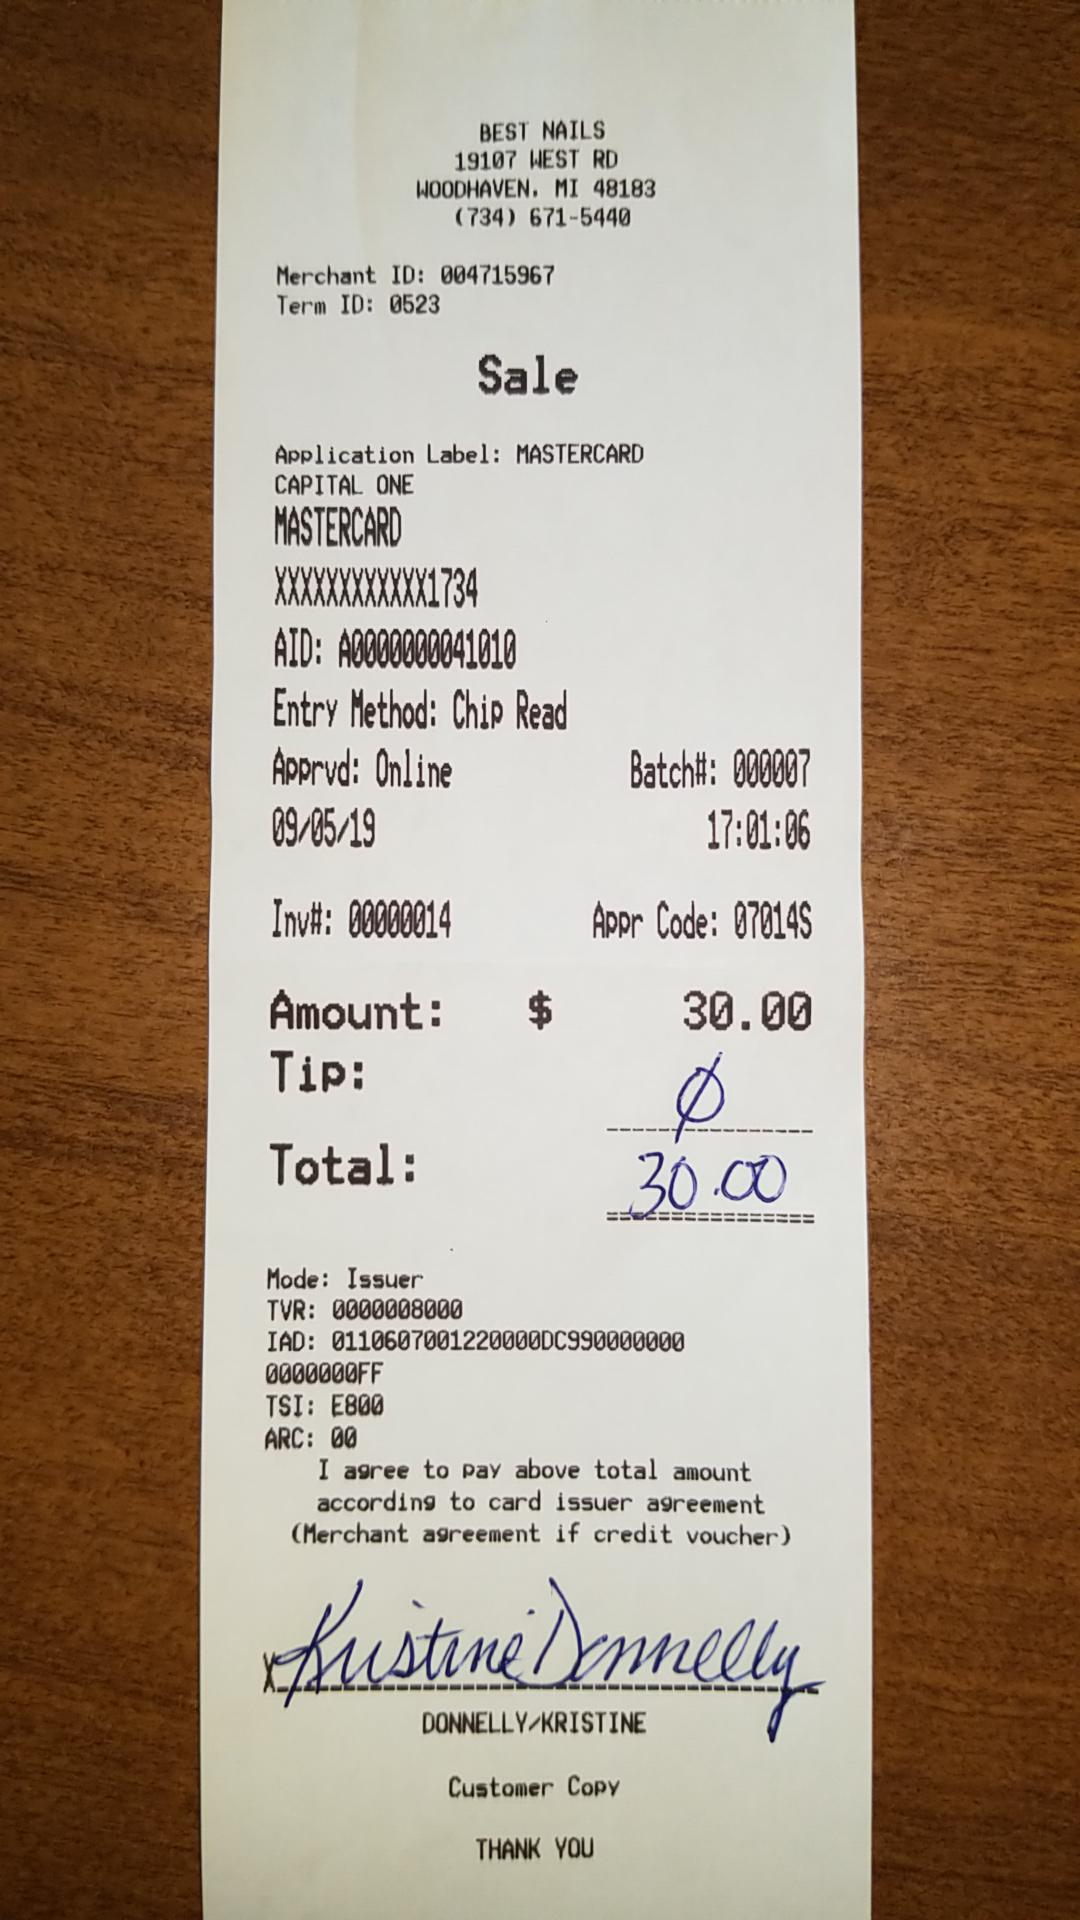 BEST NAILS
19107 WEST RD
WOODHAVEN, MI 48183
(734) 671-5440
Merchant ID: 004715967
Term ID: 0523
Sale
Application Label: MASTERCARD
CAPITAL ONE
MASTERCARD
XXXXXXXXXXXX1734
AID: A0000000041010
Entry Method: Chip Read
Apprvd: Online Batch#: 000007
09/05/19 17:01:06
Inv#: 00000014 Appr Code: 07014S
Amount: $ 30.00
Tip: Ø
Total: 30.00
Mode: Issuer
TVR: 0000008000
IAD: 0110607001220000DC990000000
0000000FF
TSI: E800
ARC: 00
I agree to pay above total amount
according to card issuer agreement
(Merchant agreement if credit voucher)
X Kristine Donnelly
DONNELLY/KRISTINE
Customer Copy
THANK YOU